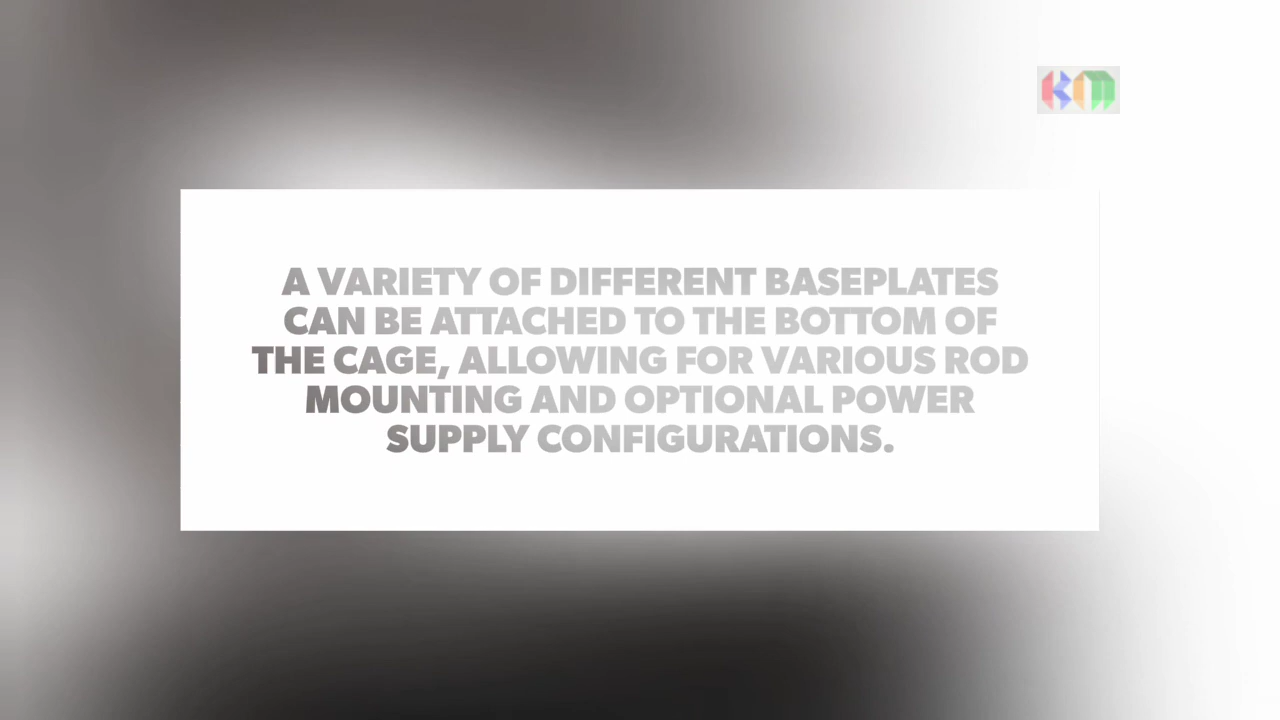 KM
A VARIETY OF DIFFERENT BASEPLATES
CAN BE ATTACHED TO THE BOTTOM OF
THE CAGE, ALLOWING FOR VARIOUS ROD
MOUNTING AND OPTIONAL POWER
SUPPLY CONFIGURATIONS.